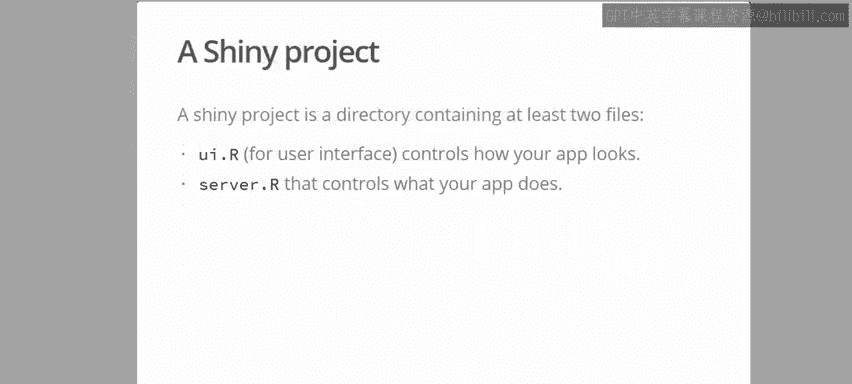 GPT中英字幕课程资源@bilibili.com
A Shiny project
A shiny project is a directory containing at least two files:
· ui.R (for user interface) controls how your app looks.
· server.R that controls what your app does.